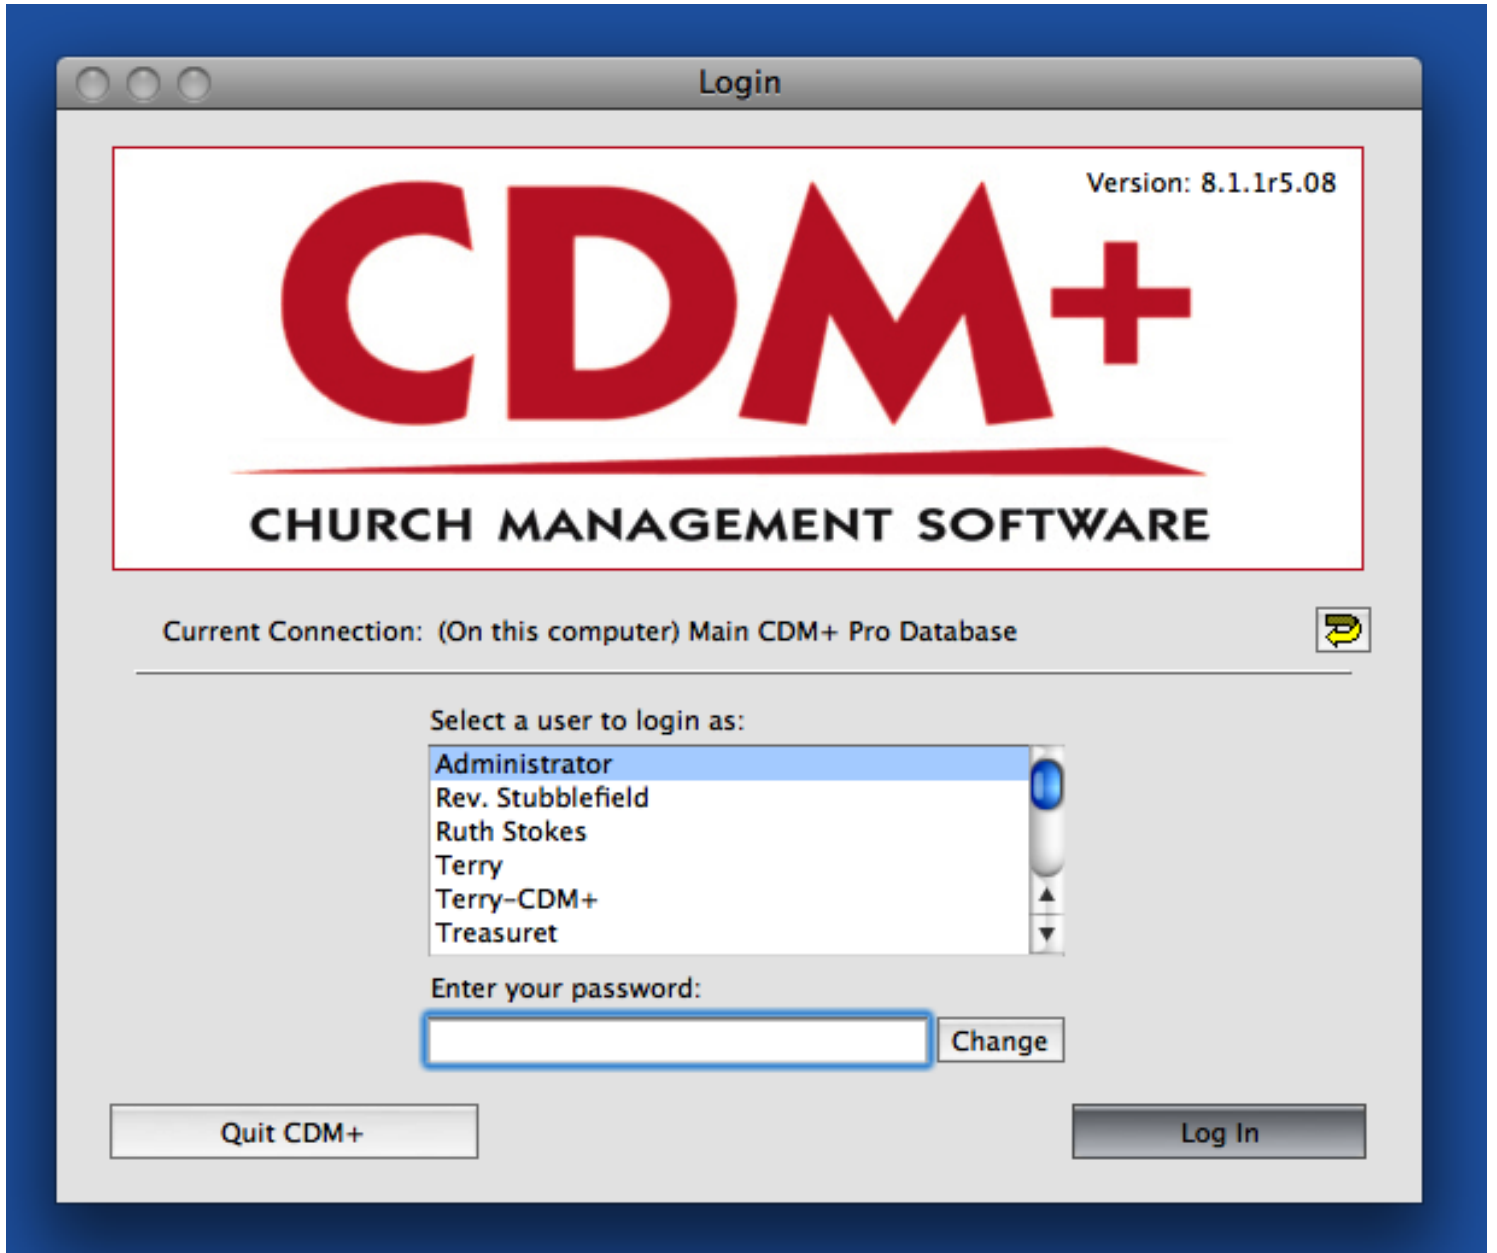 Login
Version: 8.1.1r5.08
CDM+
CHURCH MANAGEMENT SOFTWARE
Current Connection: (On this computer) Main CDM+ Pro Database
Select a user to login as:
Administrator
Rev. Stubblefield
Ruth Stokes
Terry
Terry-CDM+
Treasuret
Enter your password:
Change
Quit CDM+
Log In